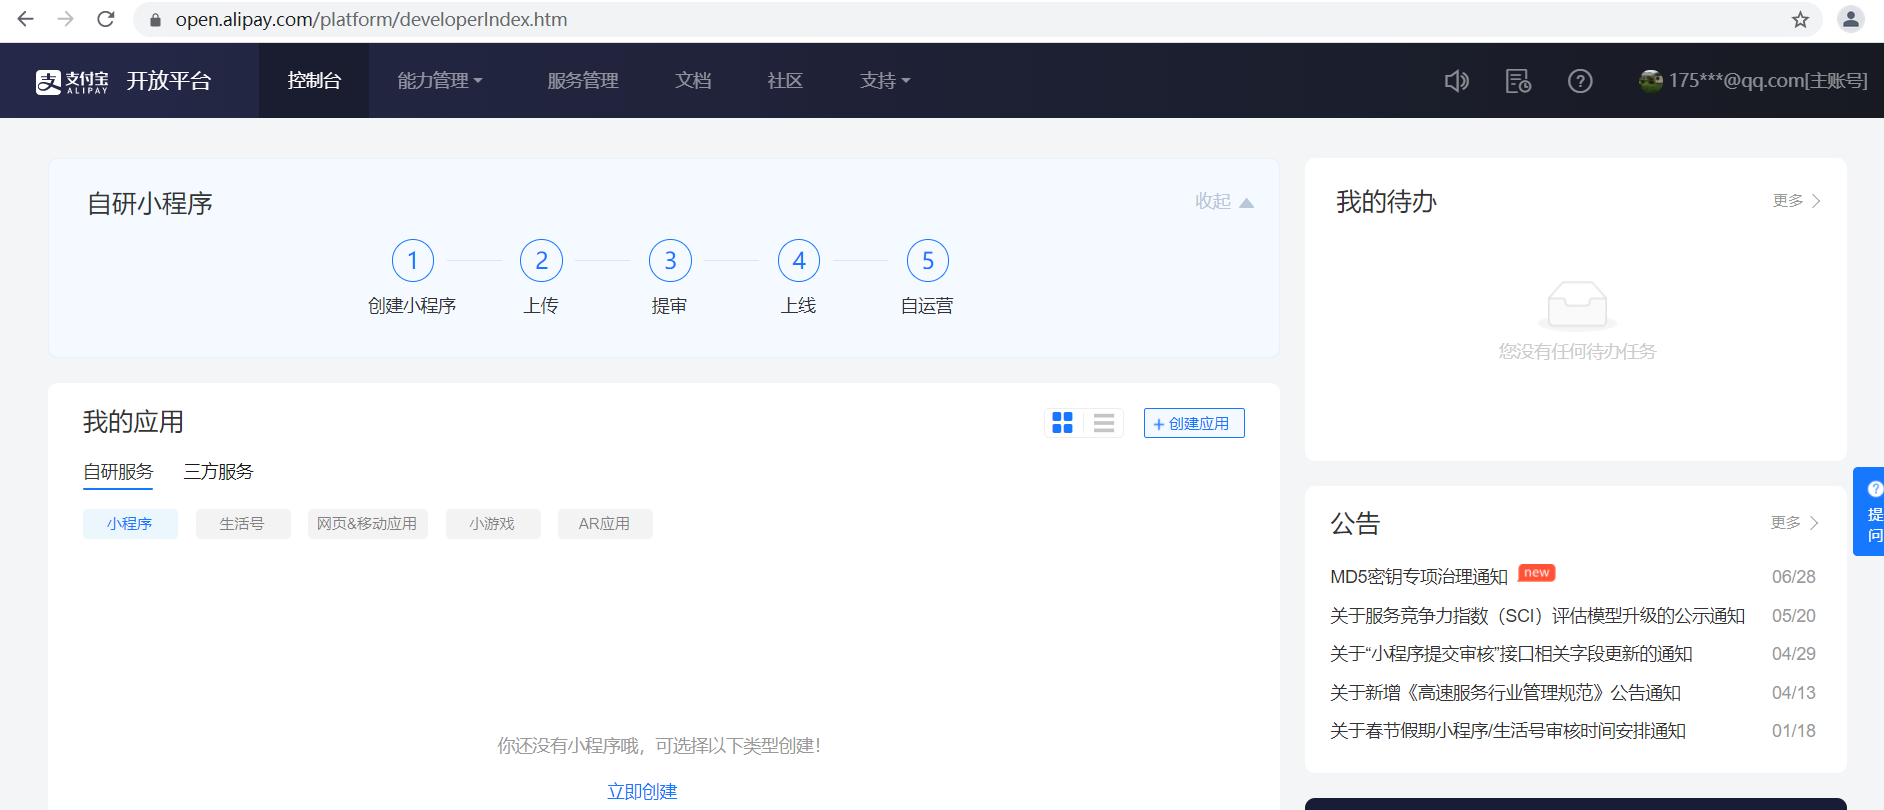 open.alipay.com/platform/developerIndex.htm
支 支付宝 ALIPAY 开放平台 控制台 能力管理 服务管理 文档 社区 支持 175***@qq.com[主账号]
自研小程序 收起
1 2 3 4 5
创建小程序 上传 提审 上线 自运营
我的应用 + 创建应用
自研服务 三方服务
小程序 生活号 网页&移动应用 小游戏 AR应用
你还没有小程序哦，可选择以下类型创建！
立即创建
我的待办 更多
您没有任何待办任务
公告 更多
MD5密钥专项治理通知 new 06/28
关于服务竞争力指数（SCI）评估模型升级的公示通知 05/20
关于“小程序提交审核”接口相关字段更新的通知 04/29
关于新增《高速服务行业管理规范》公告通知 04/13
关于春节假期小程序/生活号审核时间安排通知 01/18
?
提
问